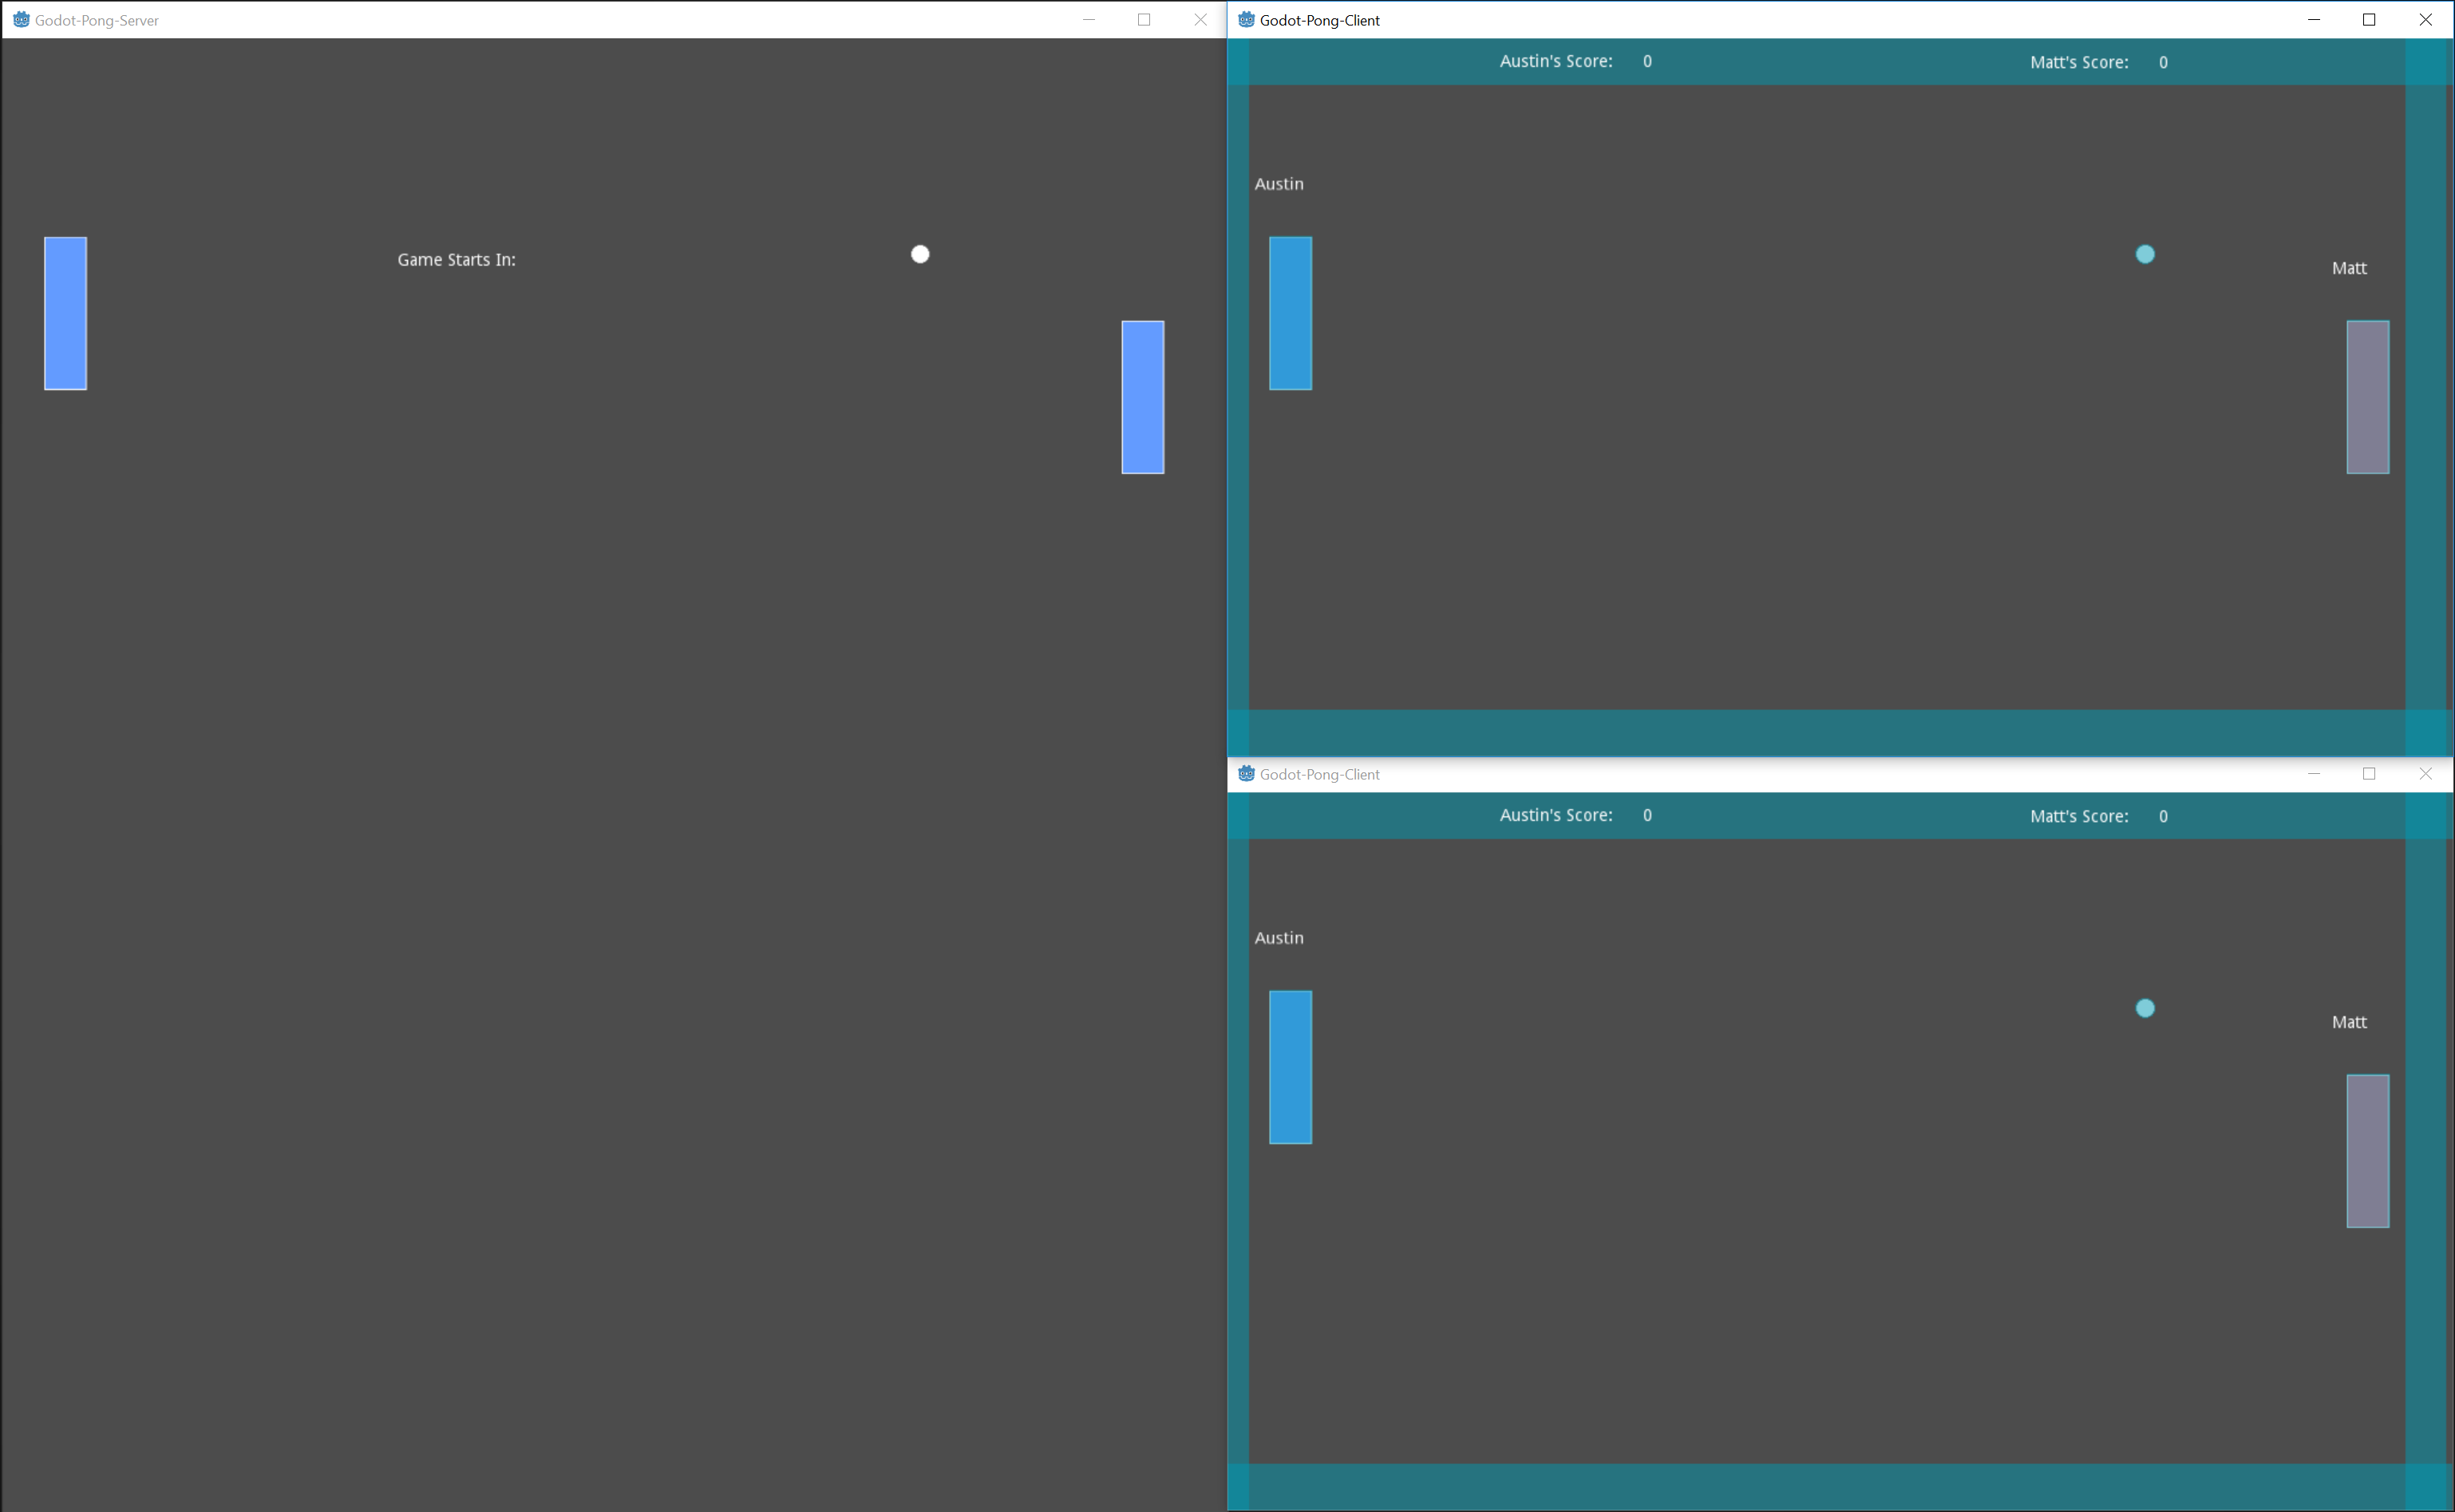 Godot-Pong-Server
Game Starts In:
Godot-Pong-Client
Austin's Score: 0
Matt's Score: 0
Austin
Matt
Godot-Pong-Client
Austin's Score: 0
Matt's Score: 0
Austin
Matt